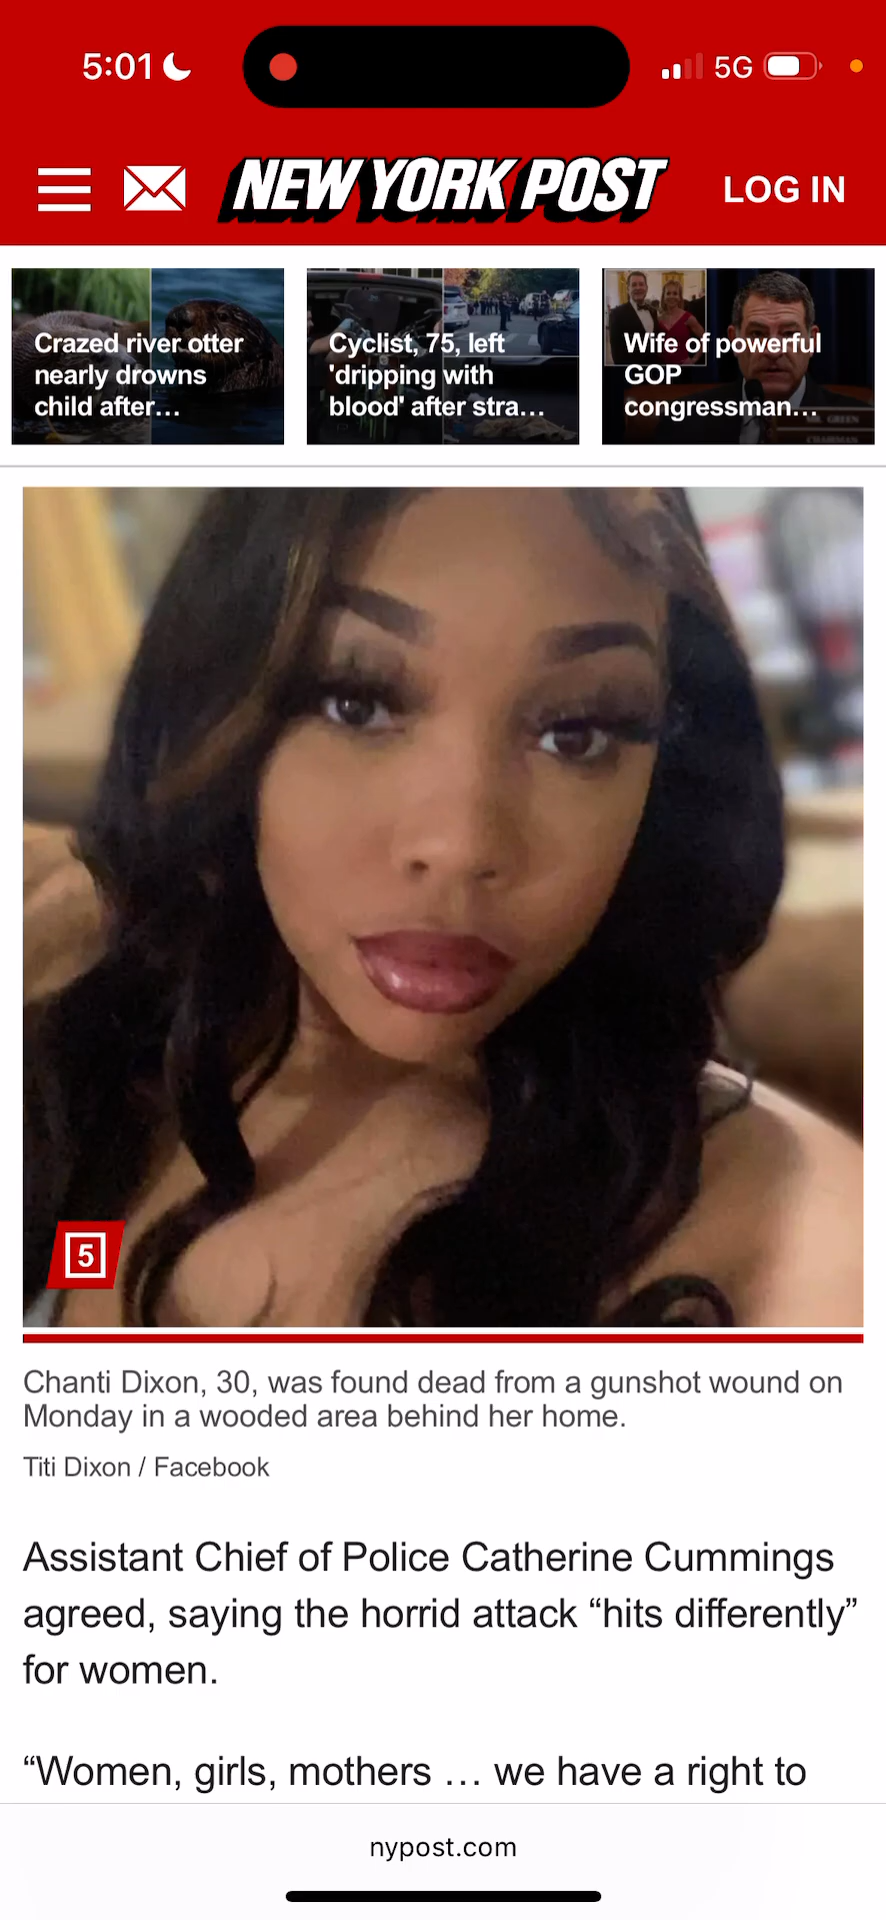 5:01
5G
NEW YORK POST
LOG IN
Crazed river otter
nearly drowns
child after...
Cyclist, 75, left
'dripping with
blood' after stra...
Wife of powerful
GOP
congressman...
MR. GREEN
CHAIRMAN
5
Chanti Dixon, 30, was found dead from a gunshot wound on
Monday in a wooded area behind her home.
Titi Dixon / Facebook
Assistant Chief of Police Catherine Cummings
agreed, saying the horrid attack “hits differently”
for women.
“Women, girls, mothers … we have a right to
nypost.com